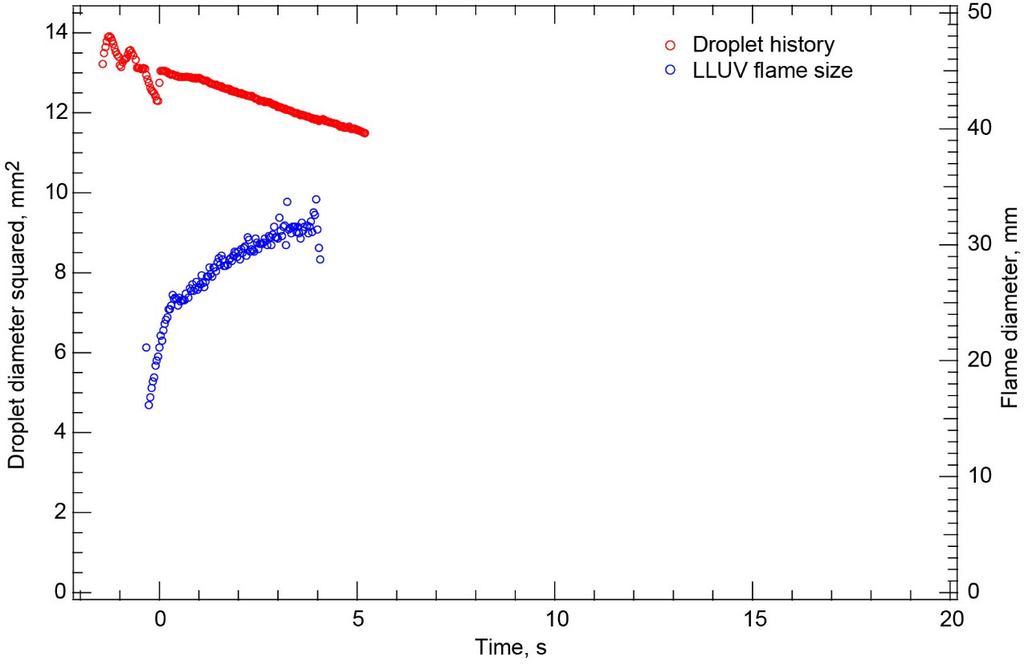 Droplet history
LLUV flame size
14
12
10
8
6
4
2
0
Droplet diameter squared, mm2
50
40
30
20
10
0
Flame diameter, mm
0 5 10 15 20
Time, s